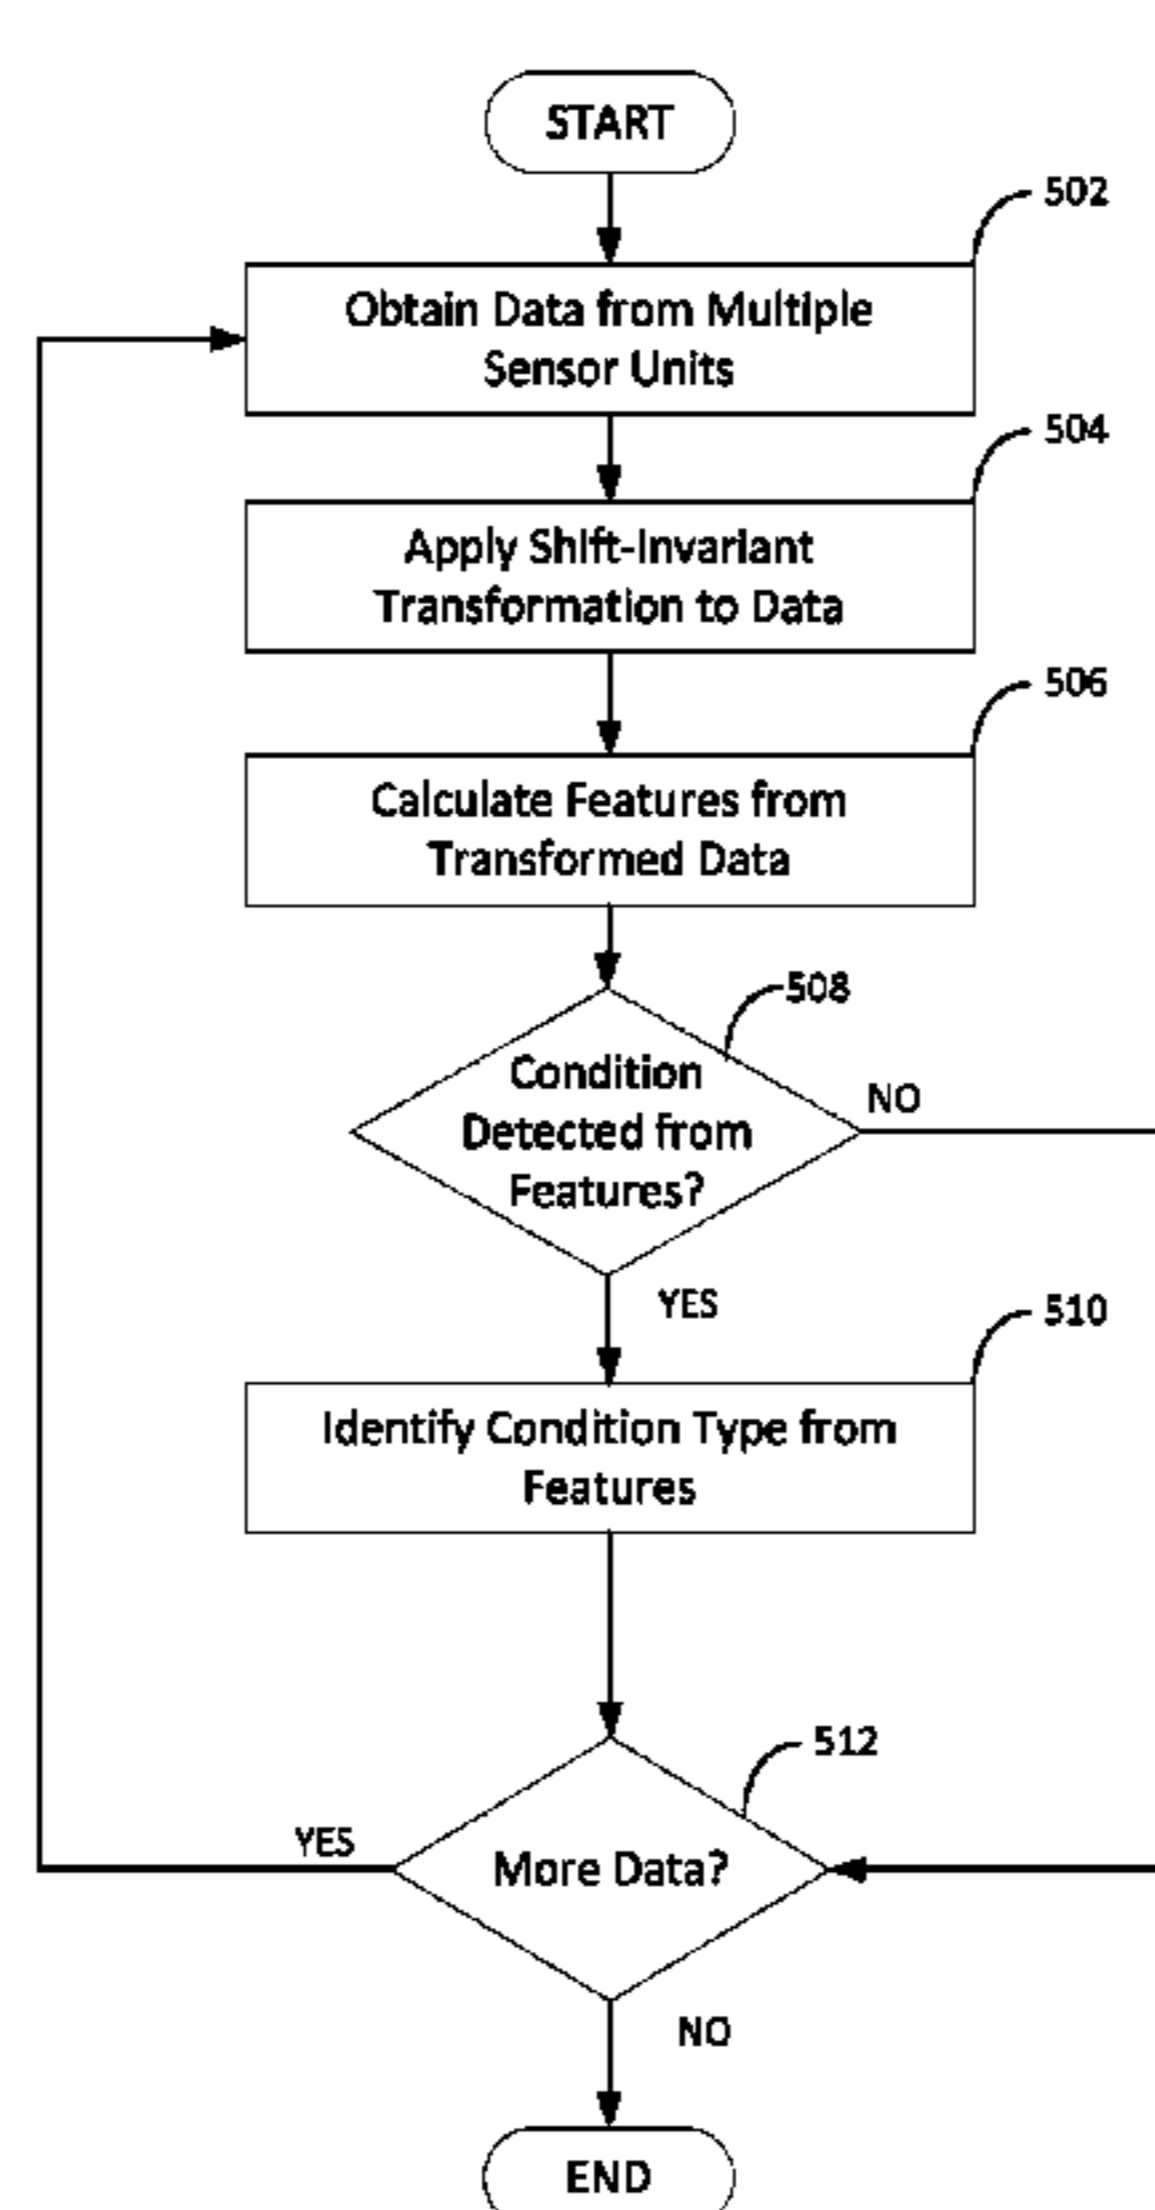 START
502
Obtain Data from Multiple
Sensor Units
504
Apply Shift-Invariant
Transformation to Data
506
Calculate Features from
Transformed Data
508
Condition
Detected from
Features?
NO
YES
510
Identify Condition Type from
Features
512
More Data?
YES
NO
END